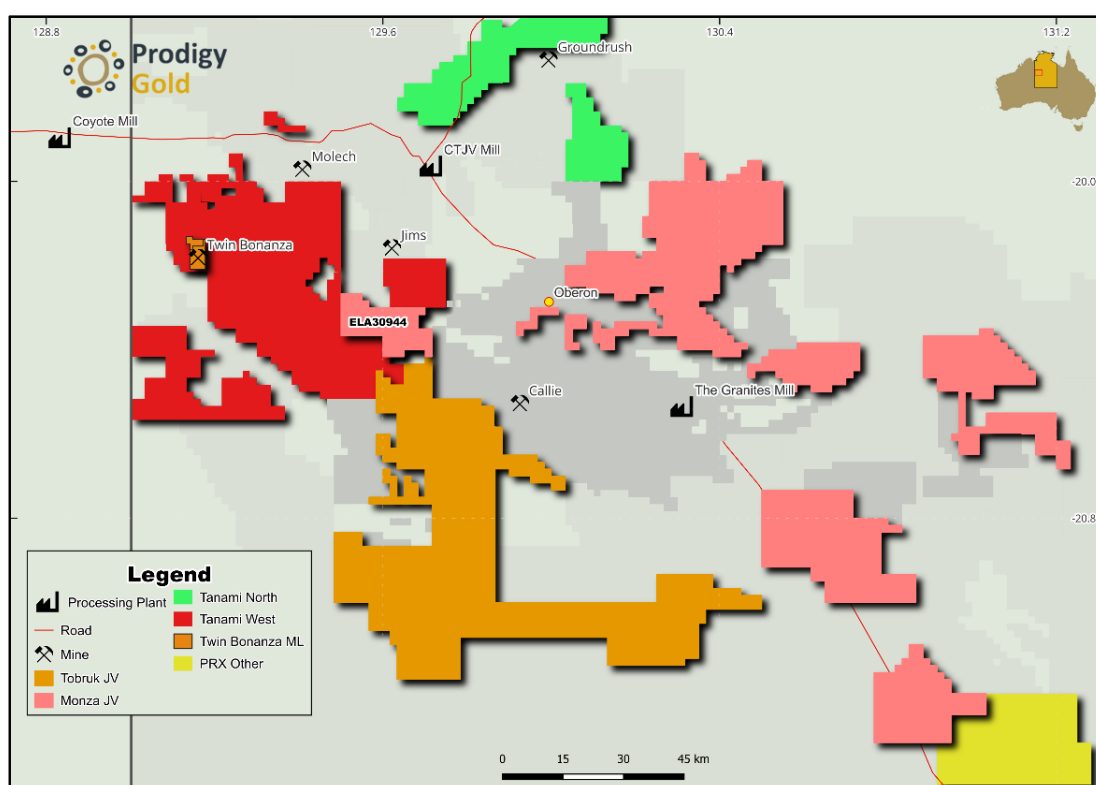 128.8
129.6
130.4
131.2
Prodigy
Gold
Groundrush
Coyote Mill
CTJV Mill
Molech
-20.0
Jims
Twin Bonanza
Oberon
ELA30944
Callie
The Granites Mill
-20.8
Legend
Processing Plant
Road
Mine
Tobruk JV
Monza JV
Tanami North
Tanami West
Twin Bonanza ML
PRX Other
0 15 30 45 km